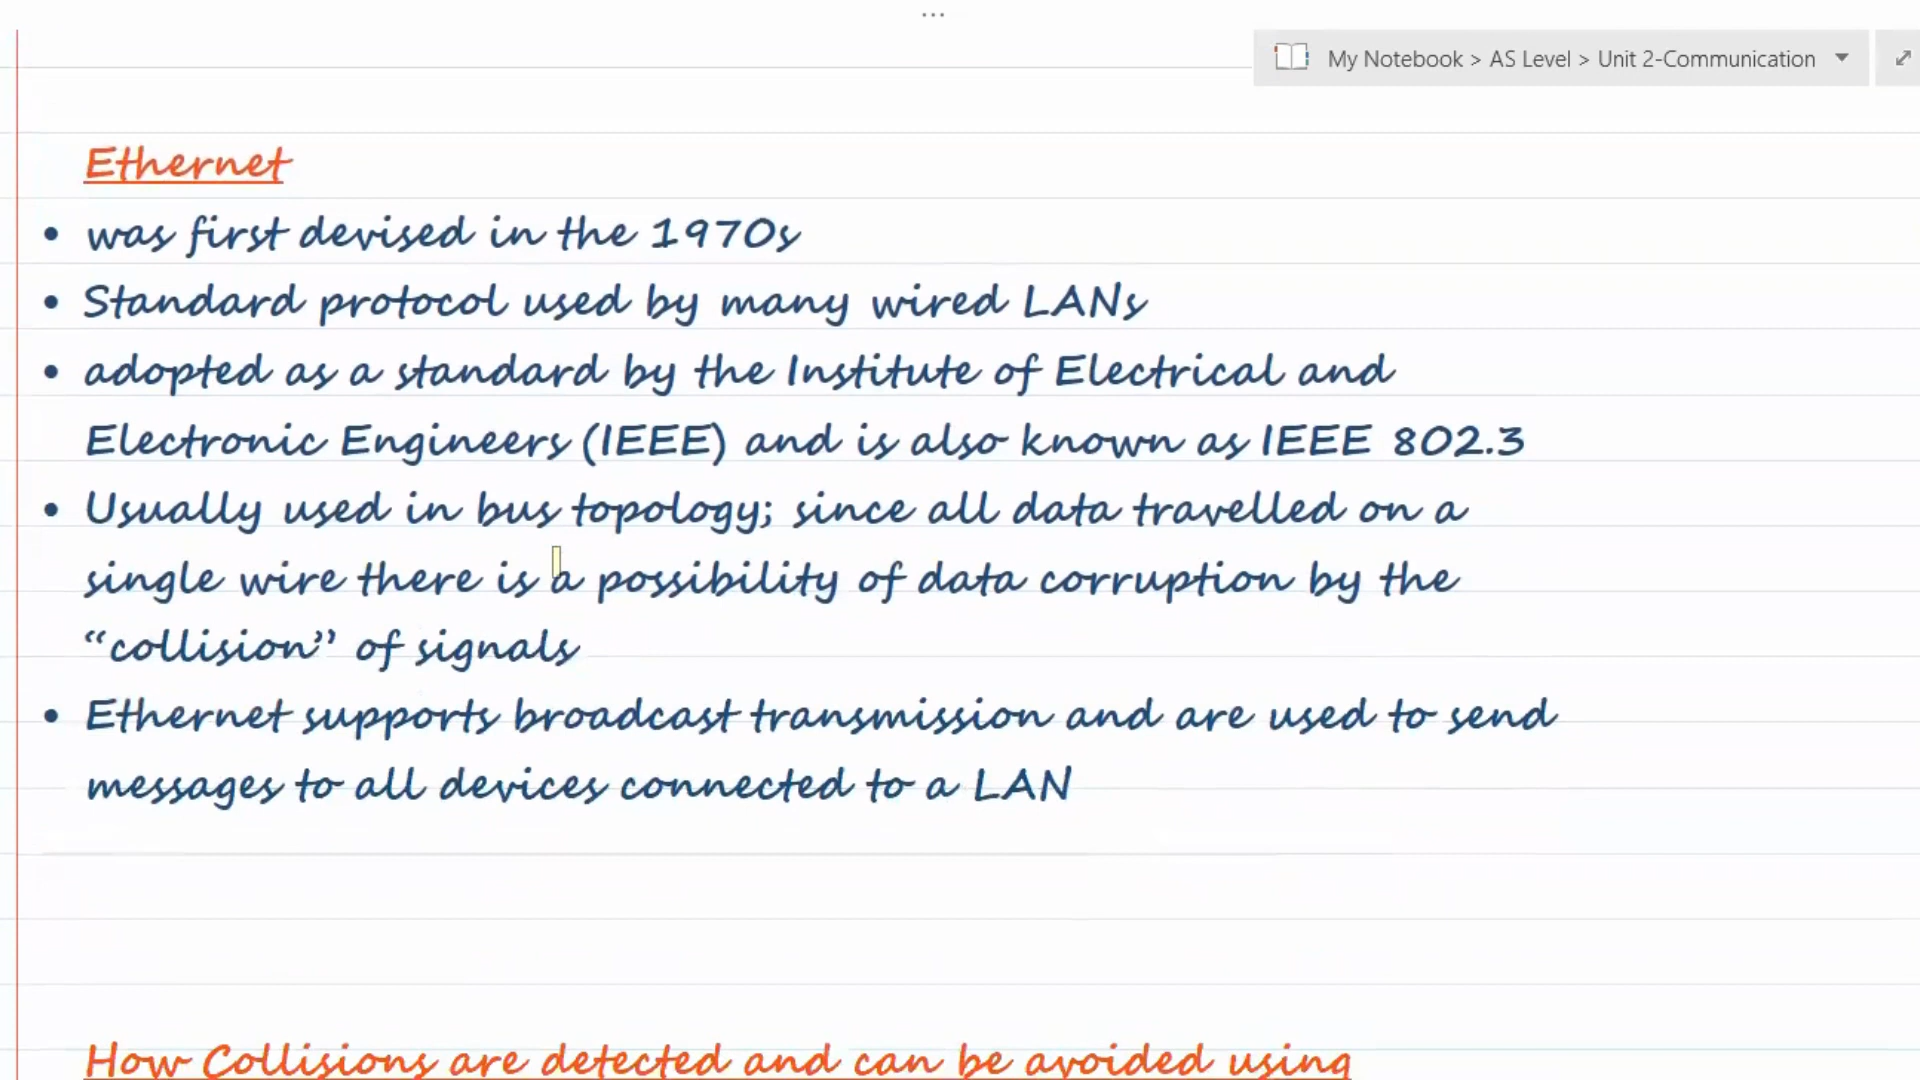 ...
My Notebook > AS Level > Unit 2-Communication
Ethernet
• was first devised in the 1970s
• Standard protocol used by many wired LANs
• adopted as a standard by the Institute of Electrical and
Electronic Engineers (IEEE) and is also known as IEEE 802.3
• Usually used in bus topology; since all data travelled on a
single wire there is a possibility of data corruption by the
“collision” of signals
• Ethernet supports broadcast transmission and are used to send
messages to all devices connected to a LAN
How Collisions are detected and can be avoided using